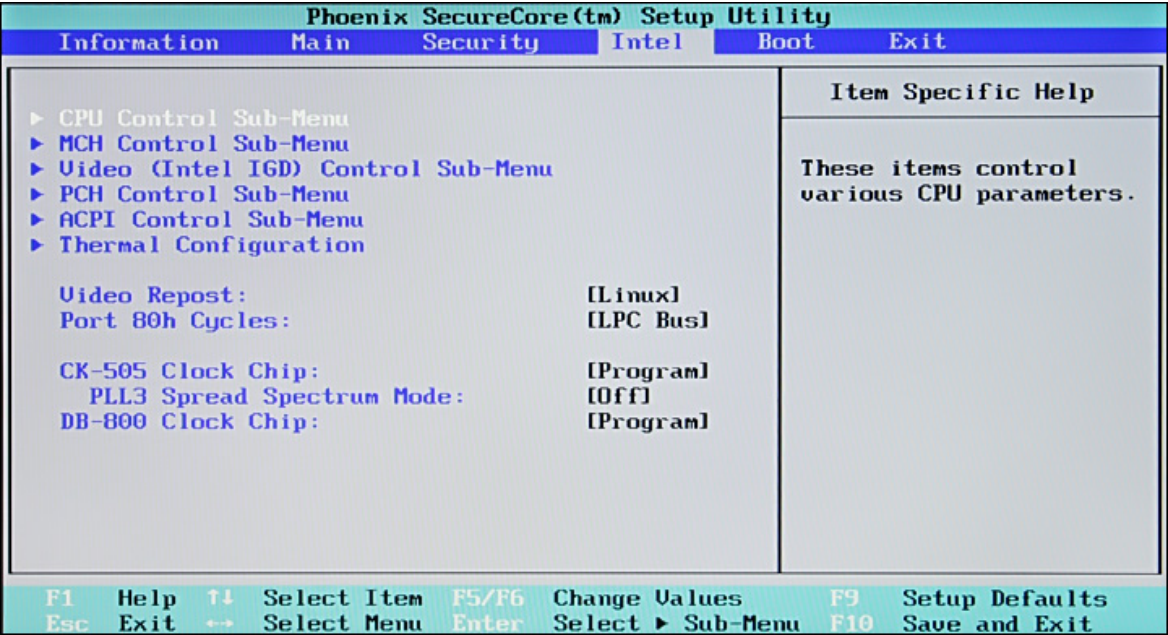 Phoenix SecureCore(tm) Setup Utility
Information Main Security Intel Boot Exit
▶ CPU Control Sub-Menu
▶ MCH Control Sub-Menu
▶ Video (Intel IGD) Control Sub-Menu
▶ PCH Control Sub-Menu
▶ ACPI Control Sub-Menu
▶ Thermal Configuration
Video Repost: [Linux]
Port 80h Cycles: [LPC Bus]
CK-505 Clock Chip: [Program]
PLL3 Spread Spectrum Mode: [Off]
DB-800 Clock Chip: [Program]
Item Specific Help
These items control
various CPU parameters.
F1 Help ↑↓ Select Item F5/F6 Change Values F9 Setup Defaults
Esc Exit ↔ Select Menu Enter Select ▶ Sub-Menu F10 Save and Exit